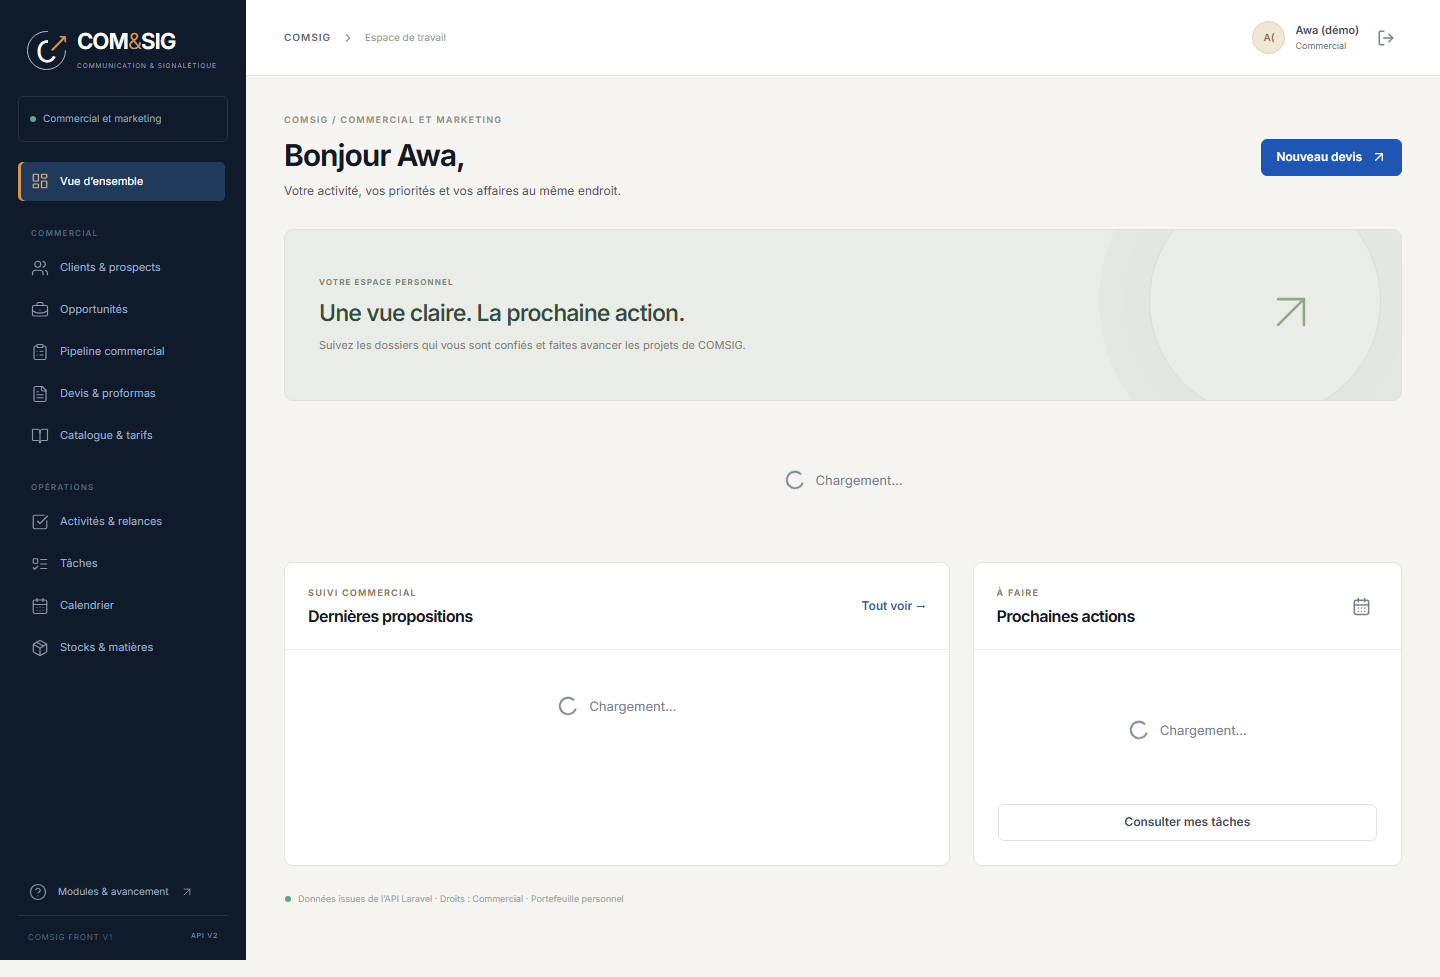 COM&SIG
COMMUNICATION & SIGNALÉTIQUE
Commercial et marketing
Vue d'ensemble
COMMERCIAL
Clients & prospects
Opportunités
Pipeline commercial
Devis & proformas
Catalogue & tarifs
OPÉRATIONS
Activités & relances
Tâches
Calendrier
Stocks & matières
Modules & avancement
COMSIG FRONT V1
API V2
COMSIG
Espace de travail
A(
Awa (démo)
Commercial
COMSIG / COMMERCIAL ET MARKETING
Bonjour Awa,
Votre activité, vos priorités et vos affaires au même endroit.
Nouveau devis
VOTRE ESPACE PERSONNEL
Une vue claire. La prochaine action.
Suivez les dossiers qui vous sont confiés et faites avancer les projets de COMSIG.
Chargement...
SUIVI COMMERCIAL
Dernières propositions
Tout voir →
Chargement...
À FAIRE
Prochaines actions
Chargement...
Consulter mes tâches
Données issues de l'API Laravel · Droits : Commercial · Portefeuille personnel